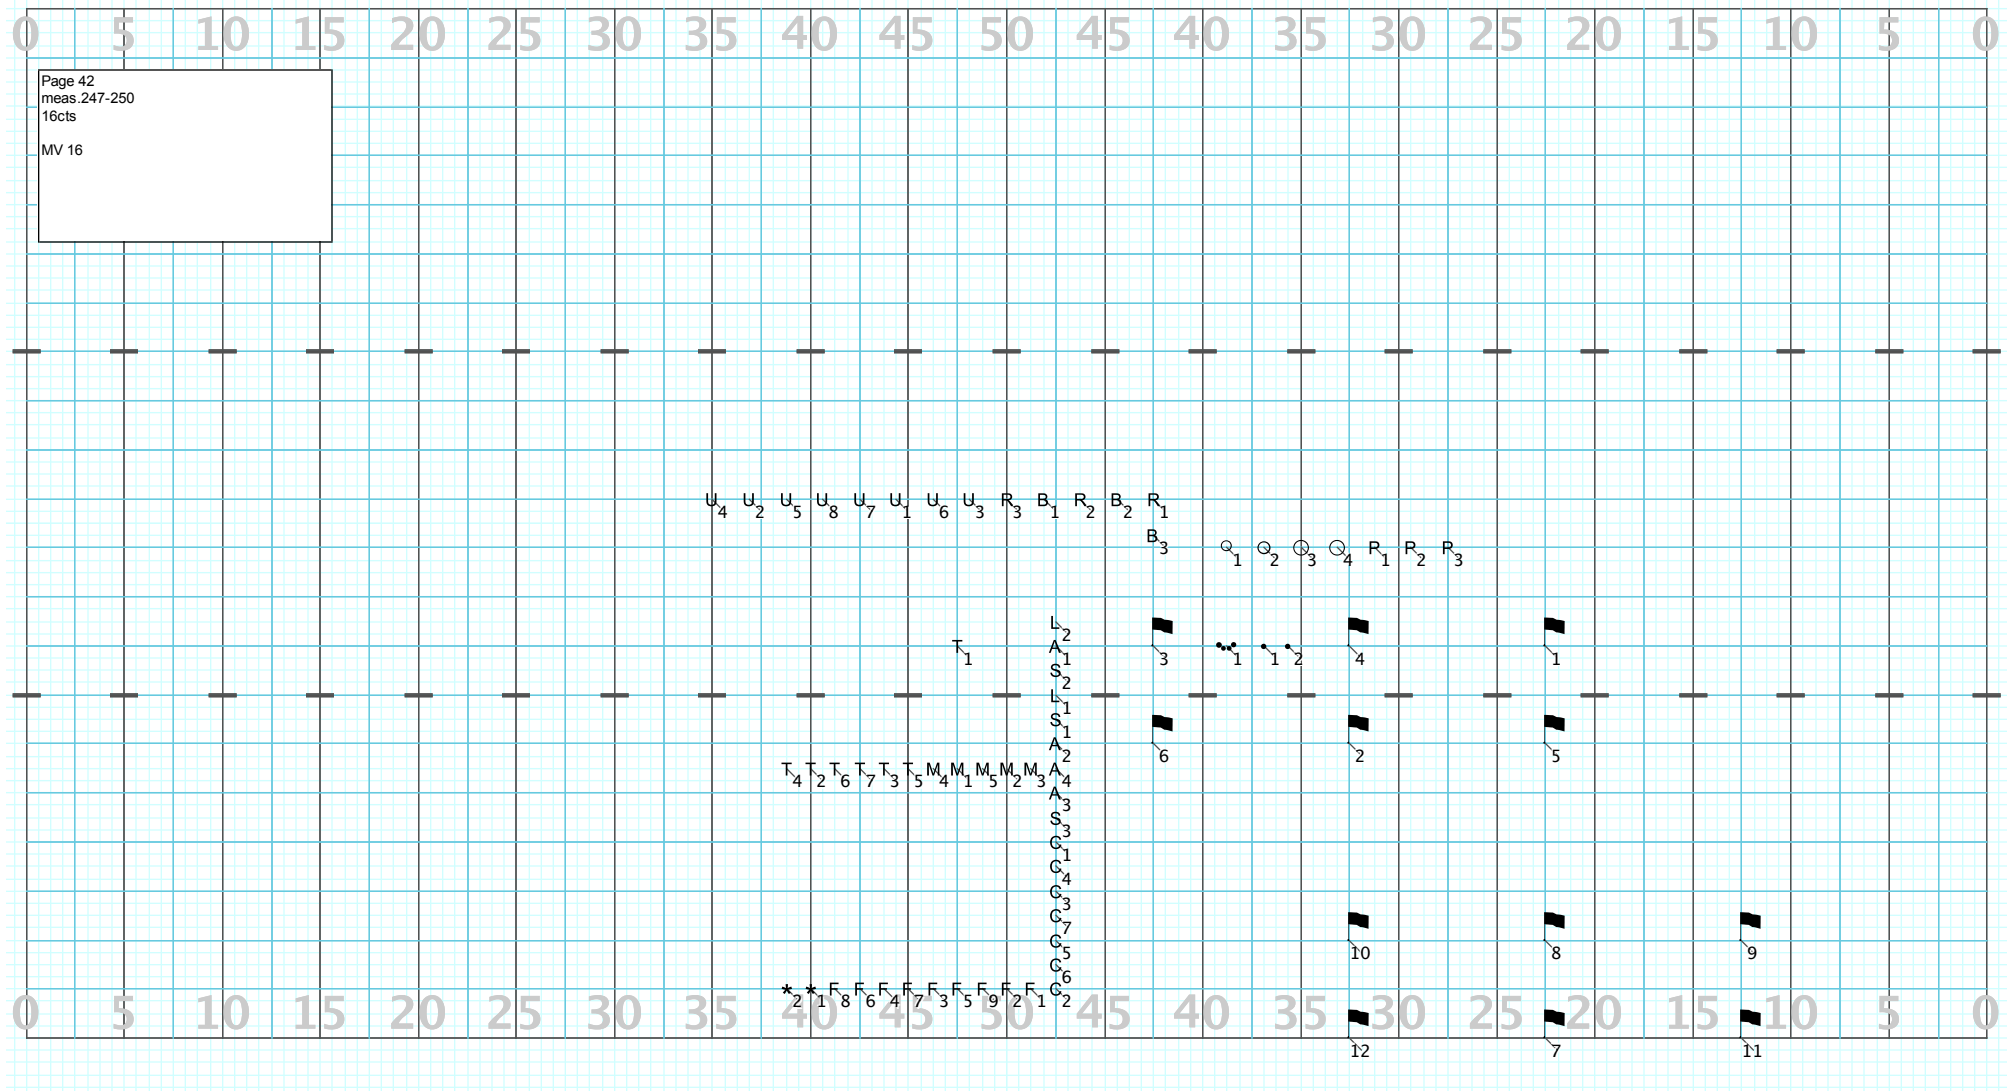 0 5 10 15 20 25 30 35 40 45 50 45 40 35 30 25 20 15 10 5 0
Page 42
meas.247-250
16cts
MV 16
U4 U2 U5 U8 U7 U1 U6 U3 R3 B1 R2 B2 R1
B3 1 2 3 4 R1 R2 R3
L2
T1 A1 3 1 1 2 4 1
S2
L1
S1
A2 6 2 5
T4 T2 T6 T7 T3 T5 M4 M1 M5 M2 M3 A4
A3
S3
C1
C4
C3
C7
C5 10 8 9
C6
*2 *1 F8 F6 F4 F7 F3 F5 F9 F2 F1 C2
0 5 10 15 20 25 30 35 40 45 50 45 40 35 30 25 20 15 10 5 0
12 7 11